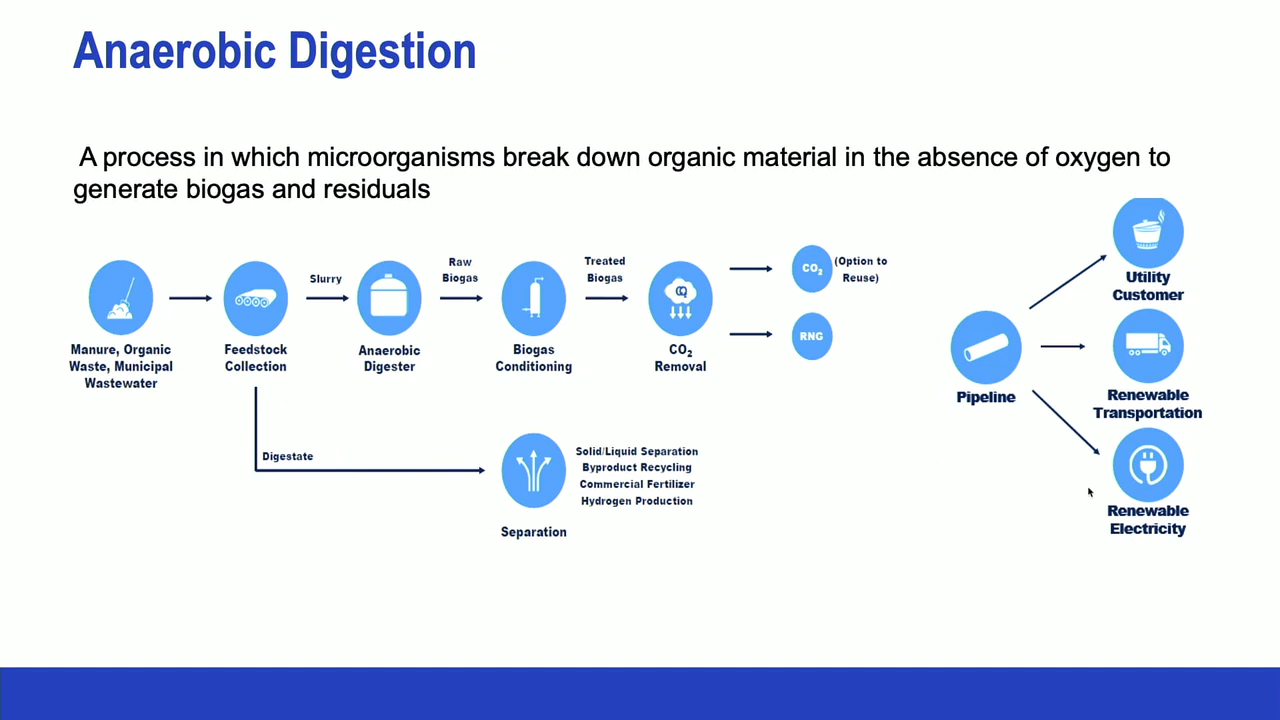 Anaerobic Digestion
A process in which microorganisms break down organic material in the absence of oxygen to
generate biogas and residuals
Manure, Organic
Waste, Municipal
Wastewater
Feedstock
Collection
Slurry
Anaerobic
Digester
Raw
Biogas
Biogas
Conditioning
Treated
Biogas
CO₂
CO₂
Removal
CO₂
(Option to
Reuse)
RNG
Digestate
Separation
Solid/Liquid Separation
Byproduct Recycling
Commercial Fertilizer
Hydrogen Production
Pipeline
Utility
Customer
Renewable
Transportation
Renewable
Electricity